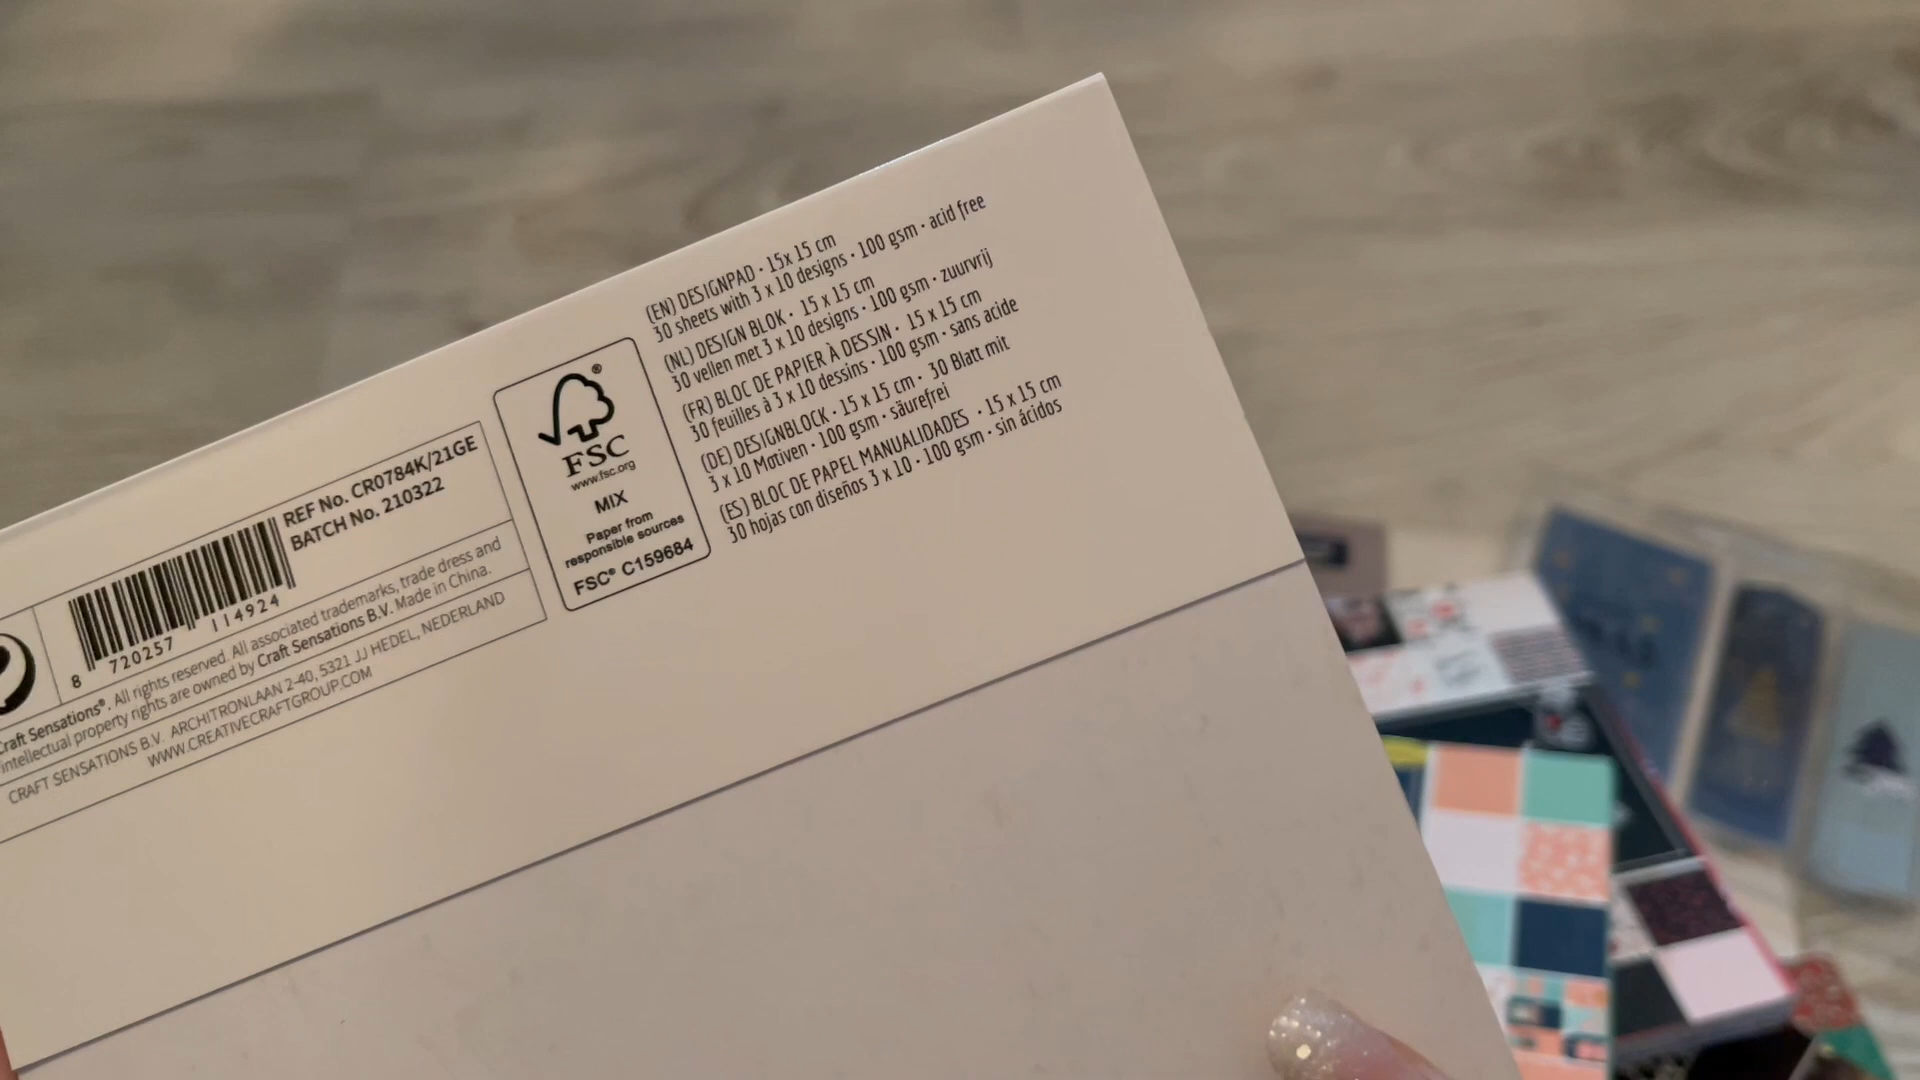 REF No. CR0784K/21GE
BATCH No. 210322
8 720257 114924
Craft Sensations®. All rights reserved. All associated trademarks, trade dress and
intellectual property rights are owned by Craft Sensations B.V. Made in China.
CRAFT SENSATIONS B.V. ARCHITRONLAAN 2-40, 5321 JJ HEDEL, NEDERLAND
WWW.CREATIVECRAFTGROUP.COM
®
FSC
www.fsc.org
MIX
Paper from
responsible sources
FSC® C159684
(EN) DESIGNPAD · 15x 15 cm
30 sheets with 3 x 10 designs · 100 gsm · acid free
(NL) DESIGN BLOK · 15 x 15 cm
30 vellen met 3 x 10 designs · 100 gsm · zuurvrij
(FR) BLOC DE PAPIER À DESSIN · 15 x 15 cm
30 feuilles à 3 x 10 dessins · 100 gsm · sans acide
(DE) DESIGNBLOCK · 15 x 15 cm · 30 Blatt mit
3 x 10 Motiven · 100 gsm · säurefrei
(ES) BLOC DE PAPEL MANUALIDADES · 15 x 15 cm
30 hojas con diseños 3 x 10 · 100 gsm · sin ácidos